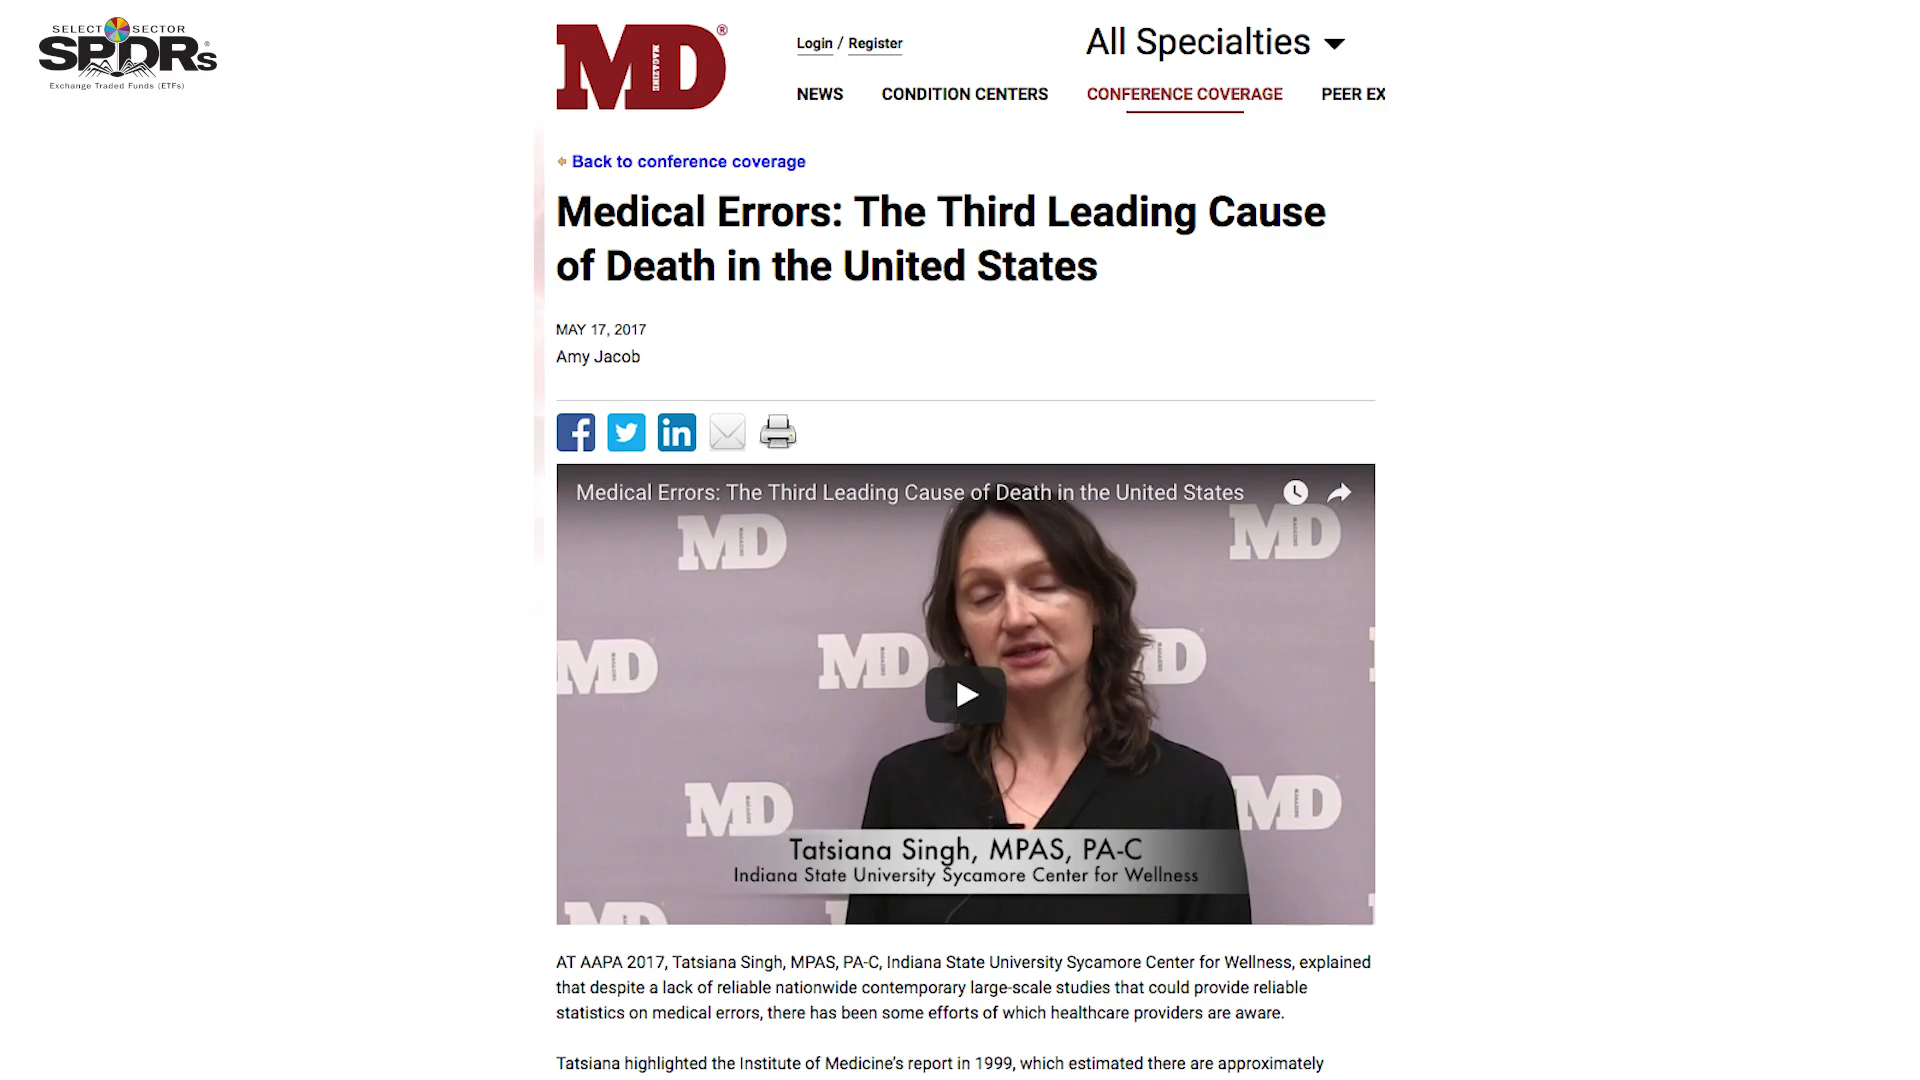 SELECT SECTOR
SPDRs®
Exchange Traded Funds (ETFs)
MD®
MAGAZINE
Login / Register
All Specialties
NEWS CONDITION CENTERS CONFERENCE COVERAGE PEER EX
Back to conference coverage
Medical Errors: The Third Leading Cause
of Death in the United States
MAY 17, 2017
Amy Jacob
Medical Errors: The Third Leading Cause of Death in the United States
MD
MD
MD
MD
D
MD
MD
MD
Tatsiana Singh, MPAS, PA-C
Indiana State University Sycamore Center for Wellness
AT AAPA 2017, Tatsiana Singh, MPAS, PA-C, Indiana State University Sycamore Center for Wellness, explained
that despite a lack of reliable nationwide contemporary large-scale studies that could provide reliable
statistics on medical errors, there has been some efforts of which healthcare providers are aware.
Tatsiana highlighted the Institute of Medicine's report in 1999, which estimated there are approximately